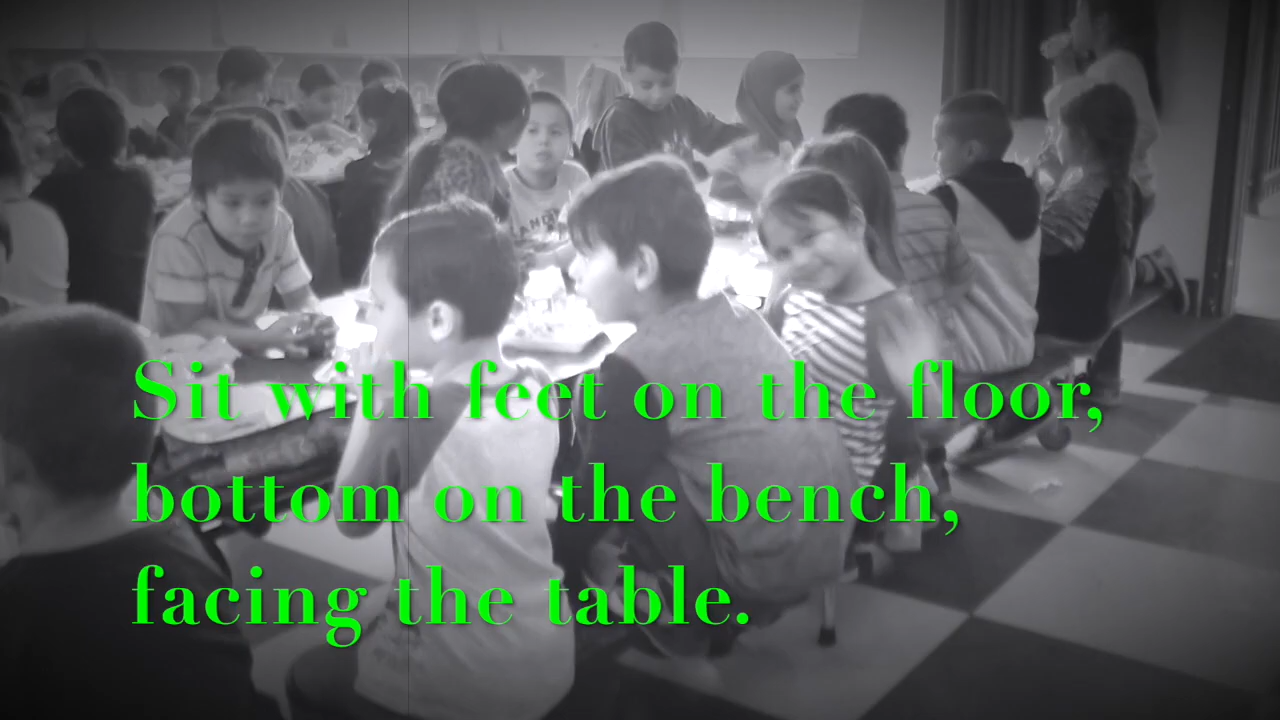 Sit with feet on the floor,
bottom on the bench,
facing the table.